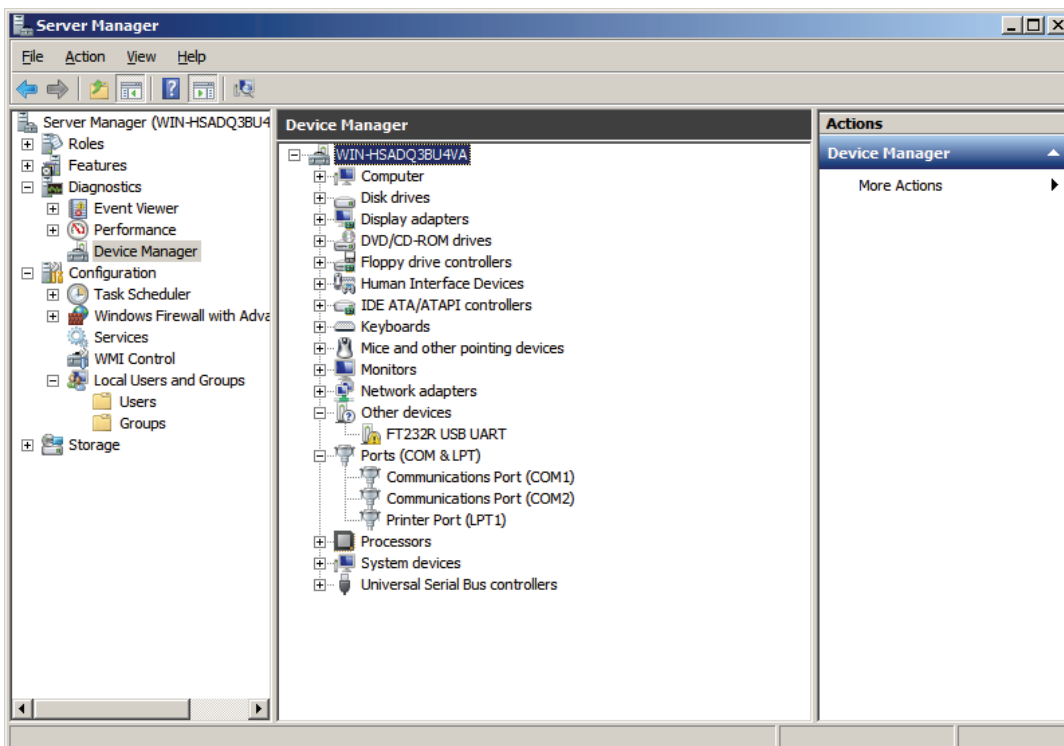 Server Manager
File Action View Help
Server Manager (WIN-HSADQ3BU4
Roles
Features
Diagnostics
Event Viewer
Performance
Device Manager
Configuration
Task Scheduler
Windows Firewall with Adva
Services
WMI Control
Local Users and Groups
Users
Groups
Storage
Device Manager
WIN-HSADQ3BU4VA
Computer
Disk drives
Display adapters
DVD/CD-ROM drives
Floppy drive controllers
Human Interface Devices
IDE ATA/ATAPI controllers
Keyboards
Mice and other pointing devices
Monitors
Network adapters
Other devices
FT232R USB UART
Ports (COM & LPT)
Communications Port (COM1)
Communications Port (COM2)
Printer Port (LPT1)
Processors
System devices
Universal Serial Bus controllers
Actions
Device Manager
More Actions